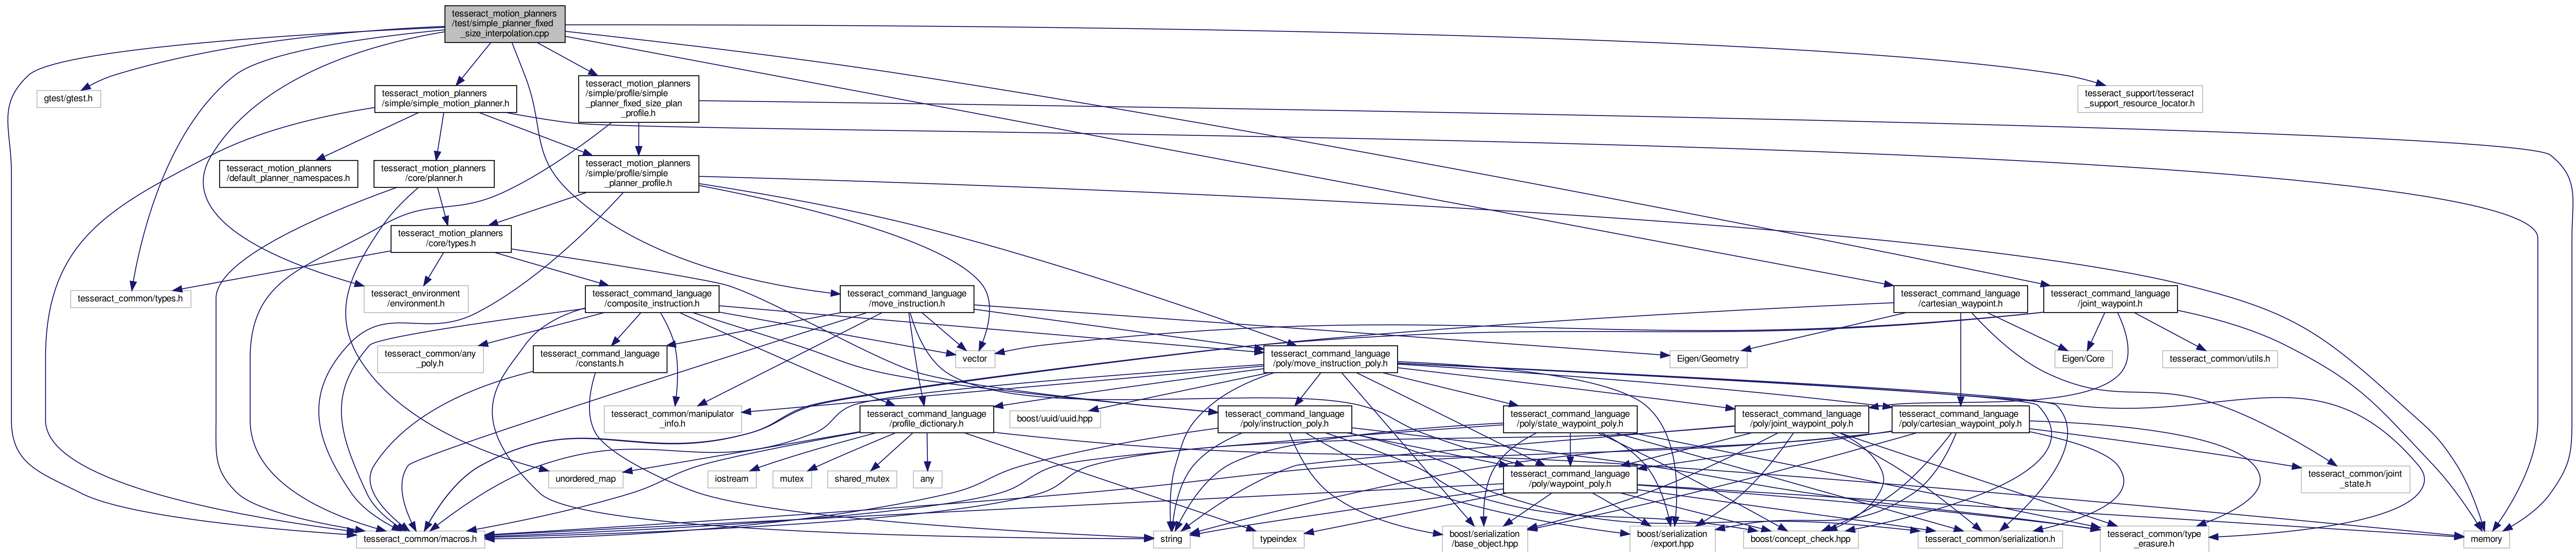 tesseract_motion_planners
/test/simple_planner_fixed
_size_interpolation.cpp
gtest/gtest.h
tesseract_motion_planners
/simple/simple_motion_planner.h
tesseract_motion_planners
/simple/profile/simple
_planner_fixed_size_plan
_profile.h
tesseract_support/tesseract
_support_resource_locator.h
tesseract_motion_planners
/default_planner_namespaces.h
tesseract_motion_planners
/core/planner.h
tesseract_motion_planners
/simple/profile/simple
_planner_profile.h
tesseract_motion_planners
/core/types.h
tesseract_common/types.h
tesseract_environment
/environment.h
tesseract_command_language
/composite_instruction.h
tesseract_command_language
/move_instruction.h
tesseract_command_language
/cartesian_waypoint.h
tesseract_command_language
/joint_waypoint.h
tesseract_common/any
_poly.h
tesseract_command_language
/constants.h
vector
tesseract_command_language
/poly/move_instruction_poly.h
Eigen/Geometry
Eigen/Core
tesseract_common/utils.h
tesseract_common/manipulator
_info.h
tesseract_command_language
/profile_dictionary.h
boost/uuid/uuid.hpp
tesseract_command_language
/poly/instruction_poly.h
tesseract_command_language
/poly/state_waypoint_poly.h
tesseract_command_language
/poly/joint_waypoint_poly.h
tesseract_command_language
/poly/cartesian_waypoint_poly.h
unordered_map
iostream
mutex
shared_mutex
any
tesseract_command_language
/poly/waypoint_poly.h
tesseract_common/joint
_state.h
tesseract_common/macros.h
string
typeindex
boost/serialization
/base_object.hpp
boost/serialization
/export.hpp
boost/concept_check.hpp
tesseract_common/serialization.h
tesseract_common/type
_erasure.h
memory